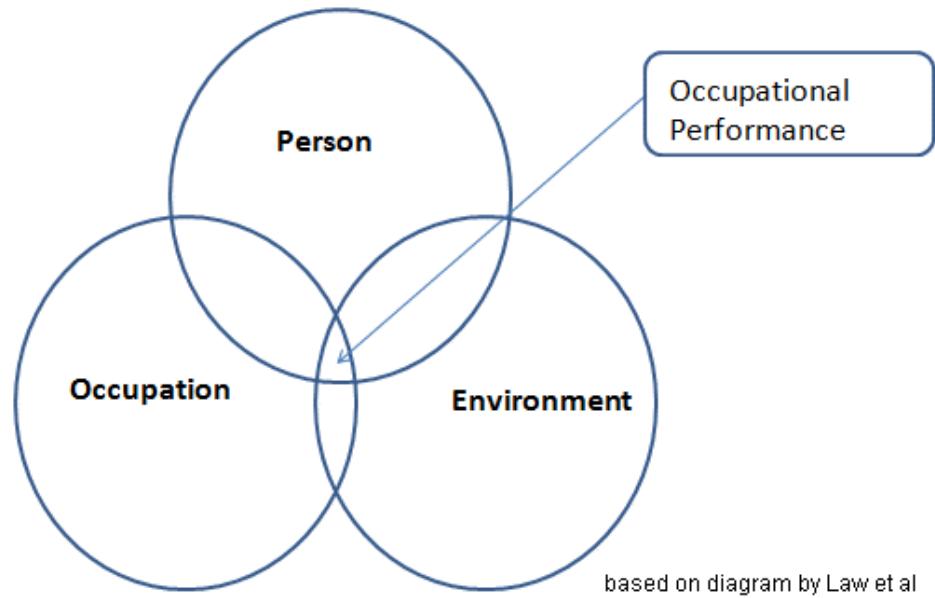 Person
Occupational
Performance
Occupation
Environment
based on diagram by Law et al